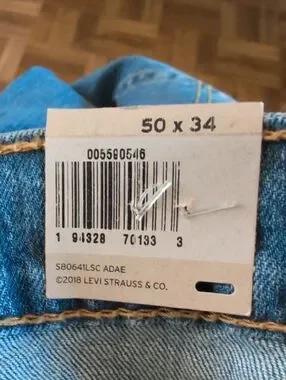 50 x 34
005590546
1 94328 70133 3
S80641LSC ADAE
©2018 LEVI STRAUSS & CO.